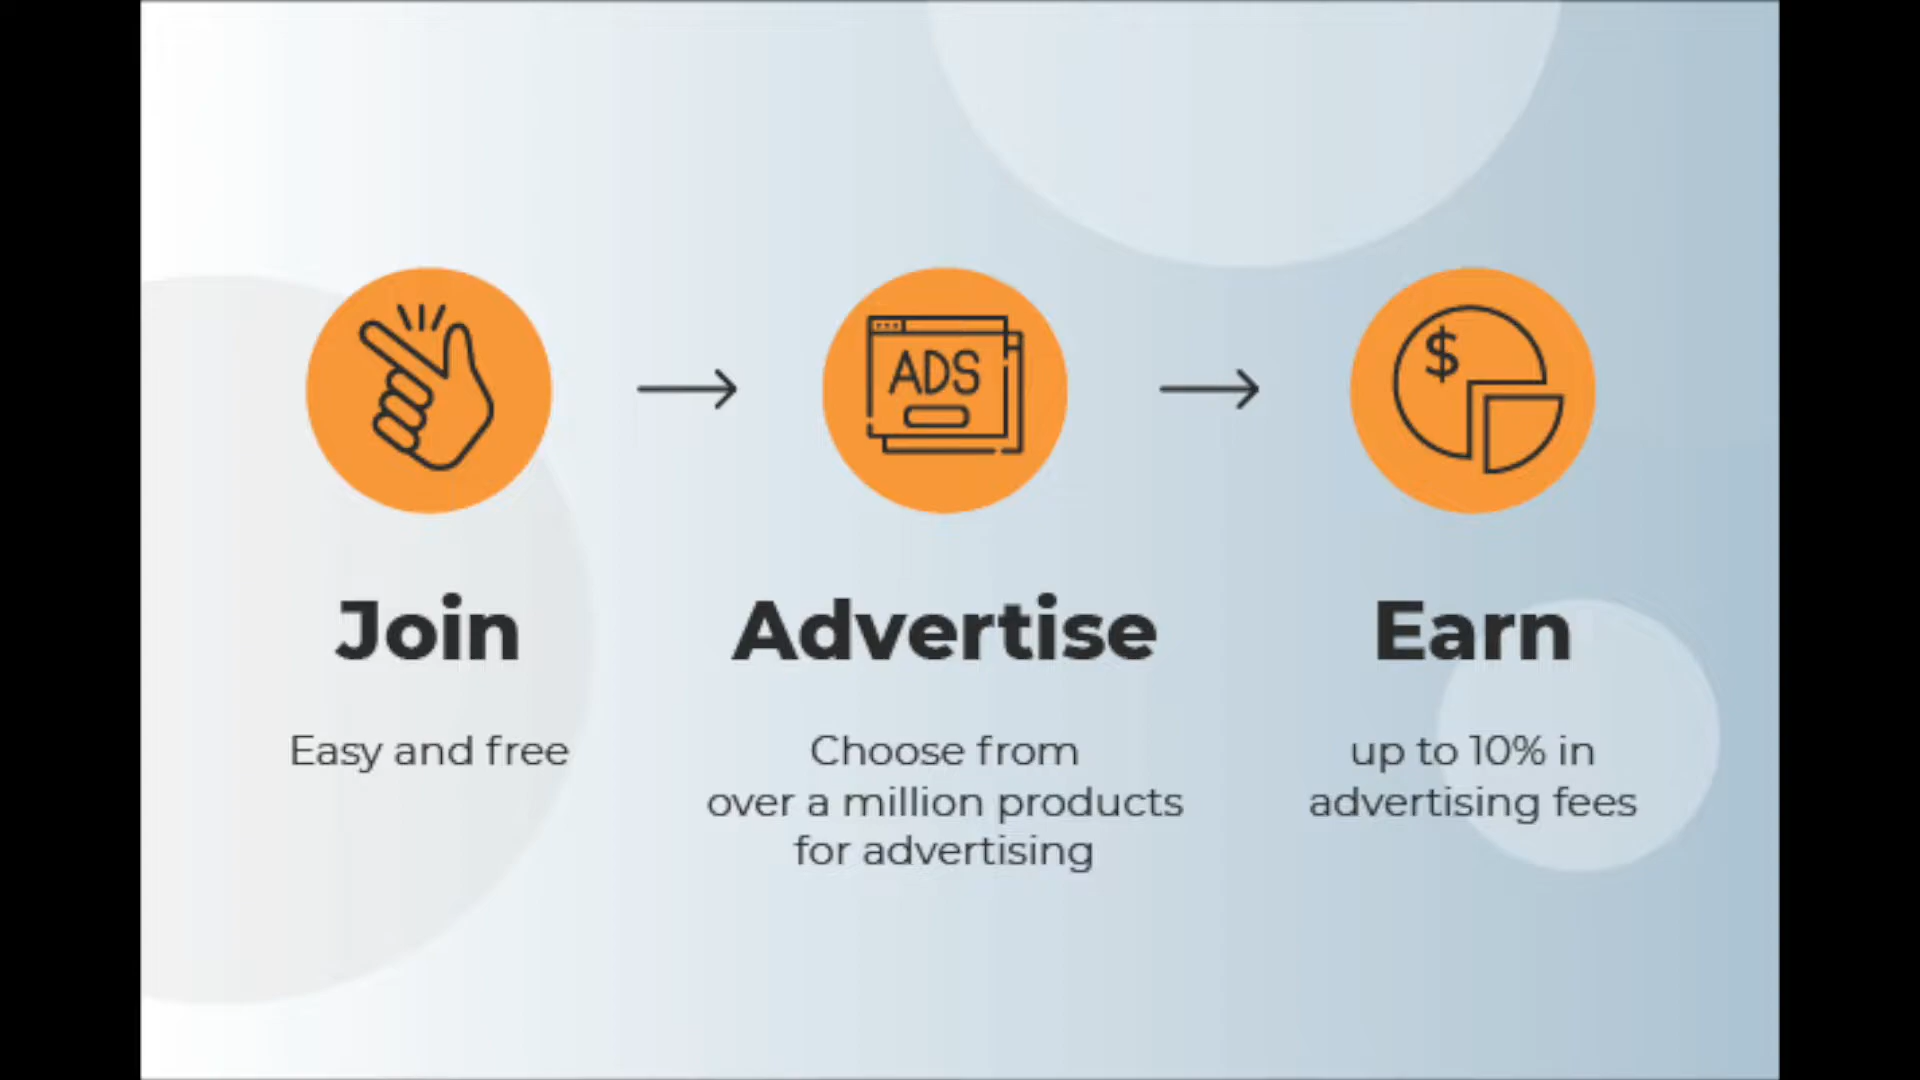 ADS
$
Join
Easy and free
Advertise
Choose from
over a million products
for advertising
Earn
up to 10% in
advertising fees